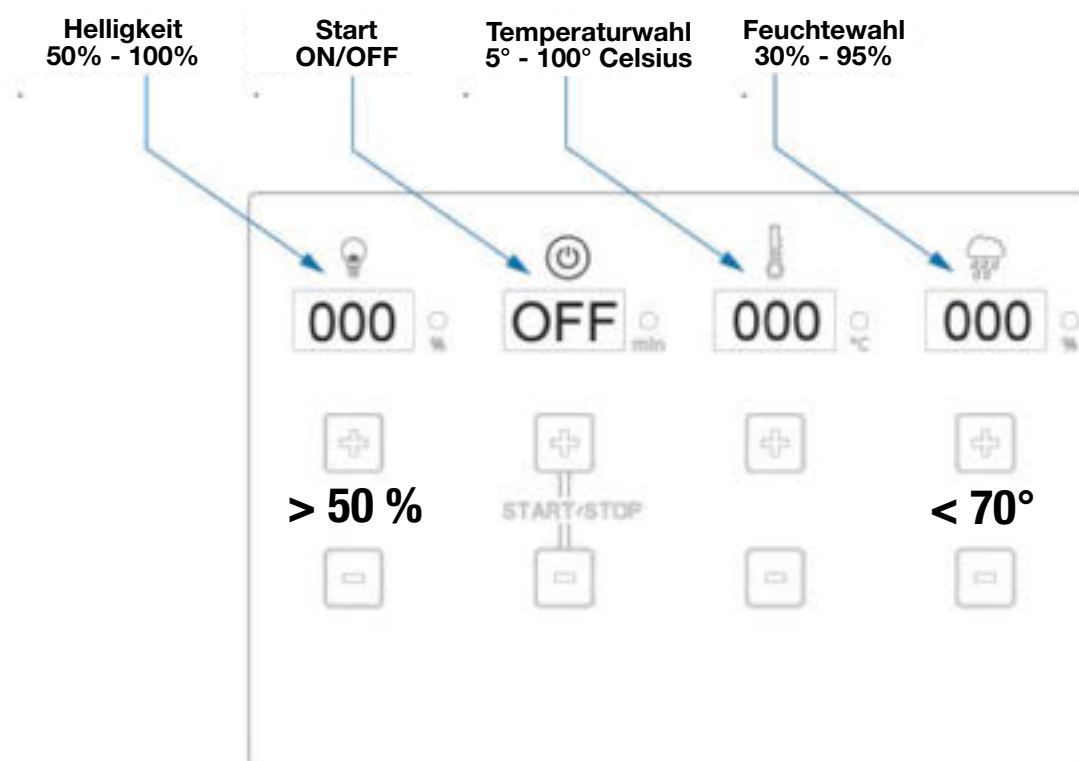 Helligkeit
50% - 100%
Start
ON/OFF
Temperaturwahl
5° - 100° Celsius
Feuchtewahl
30% - 95%
000 %
OFF min
000 °C
000 %
> 50 %
START/STOP
< 70°